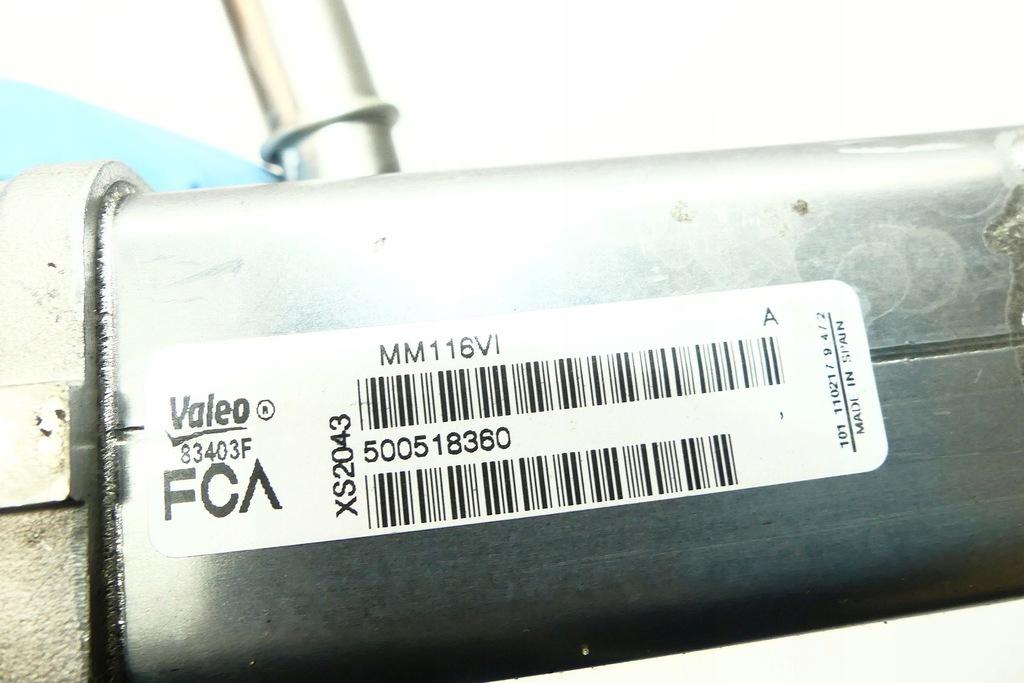 MM116VI
A
Valeo ®
83403F
FCA
XS2043
500518360
101 11021/ 9 4/2
MADE IN SPAIN